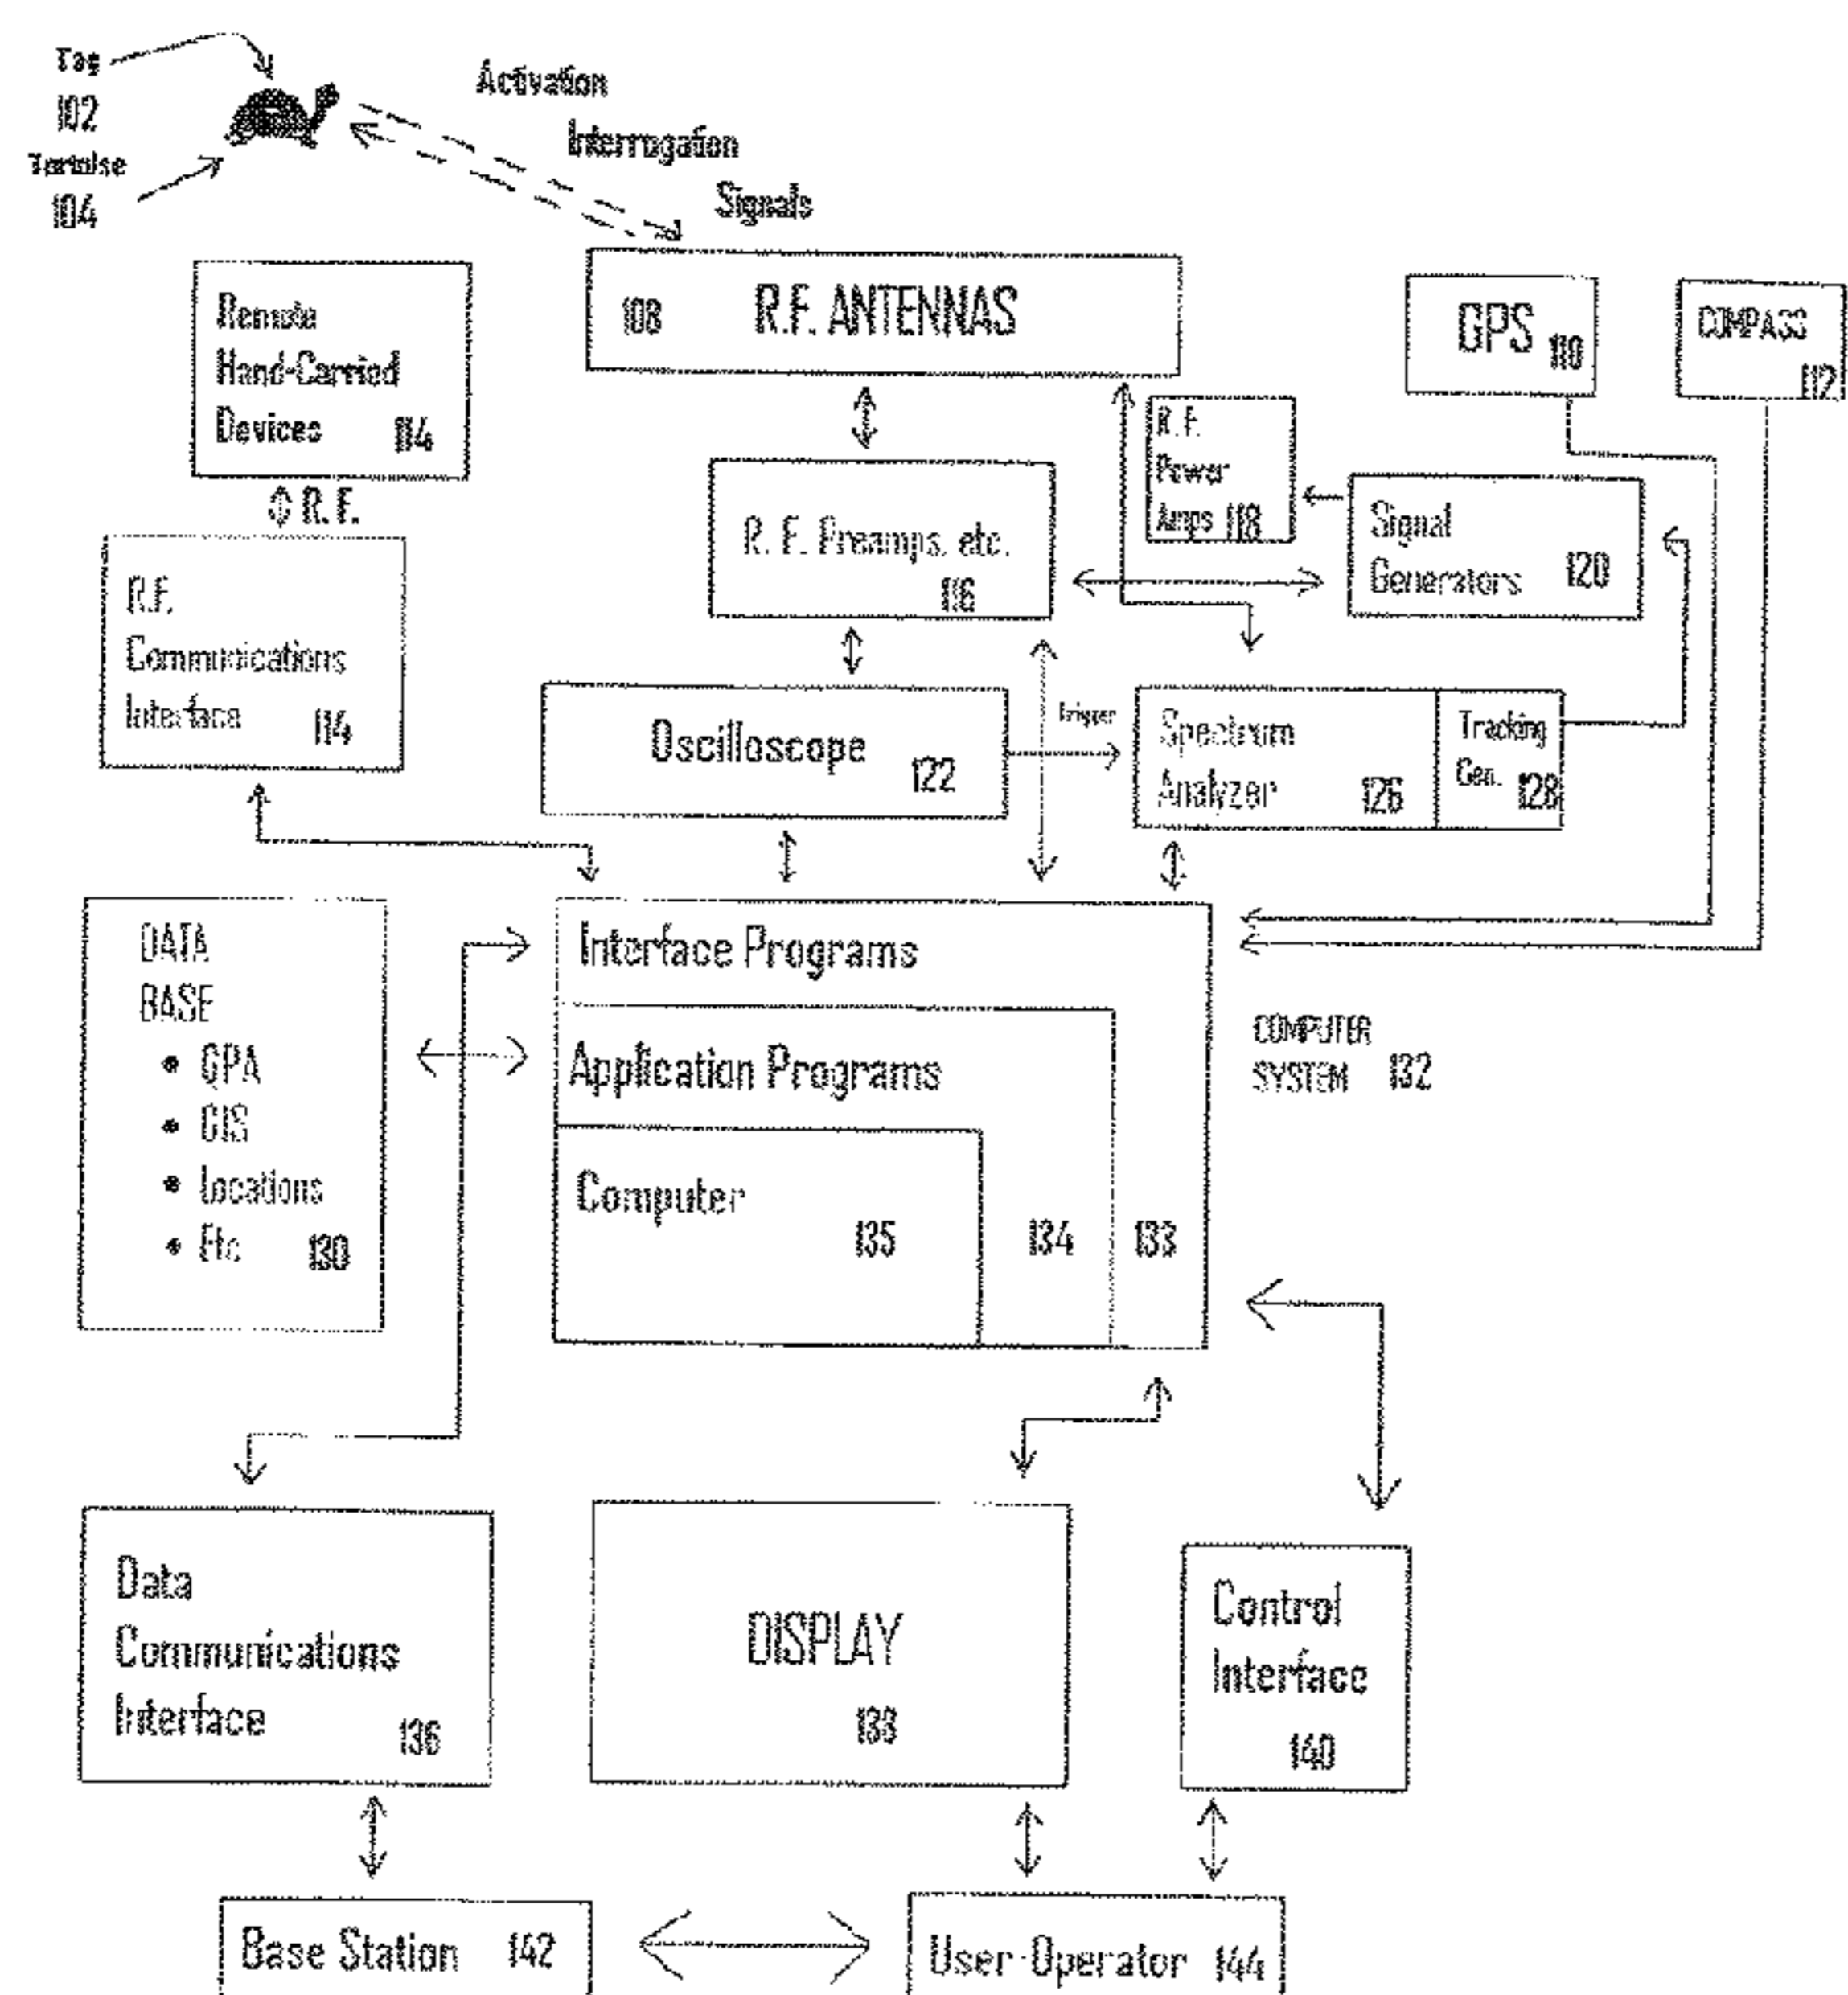 Tag
102
Tortoise
104
Activation
Interrogation
Signals
Remote
Hand-Carried
Devices 114
R.F.
R.F.
Communications
Interface 114
108 R.F. ANTENNAS
GPS 110
COMPASS
112
R.F.
Power
Amps 118
R. F. Preamps. etc.
116
Signal
Generators 120
Oscilloscope 122
Trigger
Spectrum
Analyzer 126
Tracking
Gen. 128
DATA
BASE
• GPA
• GIS
• Locations
• Etc 130
Interface Programs
Application Programs
Computer
135 134 133
COMPUTER
SYSTEM 132
Data
Communications
Interface 136
DISPLAY
138
Control
Interface
140
Base Station 142
User-Operator 144